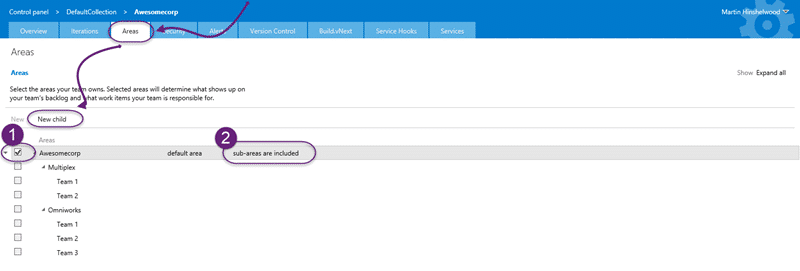 Control panel > DefaultCollection > Awesomecorp
Martin Hinshelwood
Overview Iterations Areas Security Alerts Version Control Build.vNext Service Hooks Services
Areas
Areas
Show Expand all
Select the areas your team owns. Selected areas will determine what shows up on
your team's backlog and what work items your team is responsible for.
New New child
1
2
Areas
Awesomecorp default area sub-areas are included
Multiplex
Team 1
Team 2
Omniworks
Team 1
Team 2
Team 3